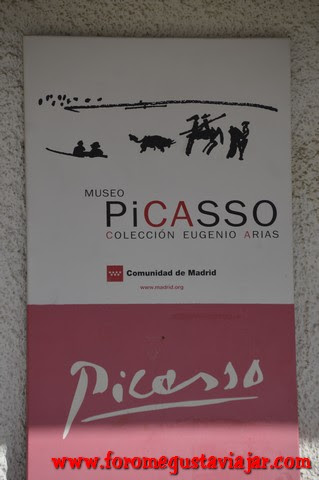 MUSEO
PiCASSO
COLECCIÓN EUGENIO ARIAS
Comunidad de Madrid
www.madrid.org
Picasso
www.foromegustaviajar.com